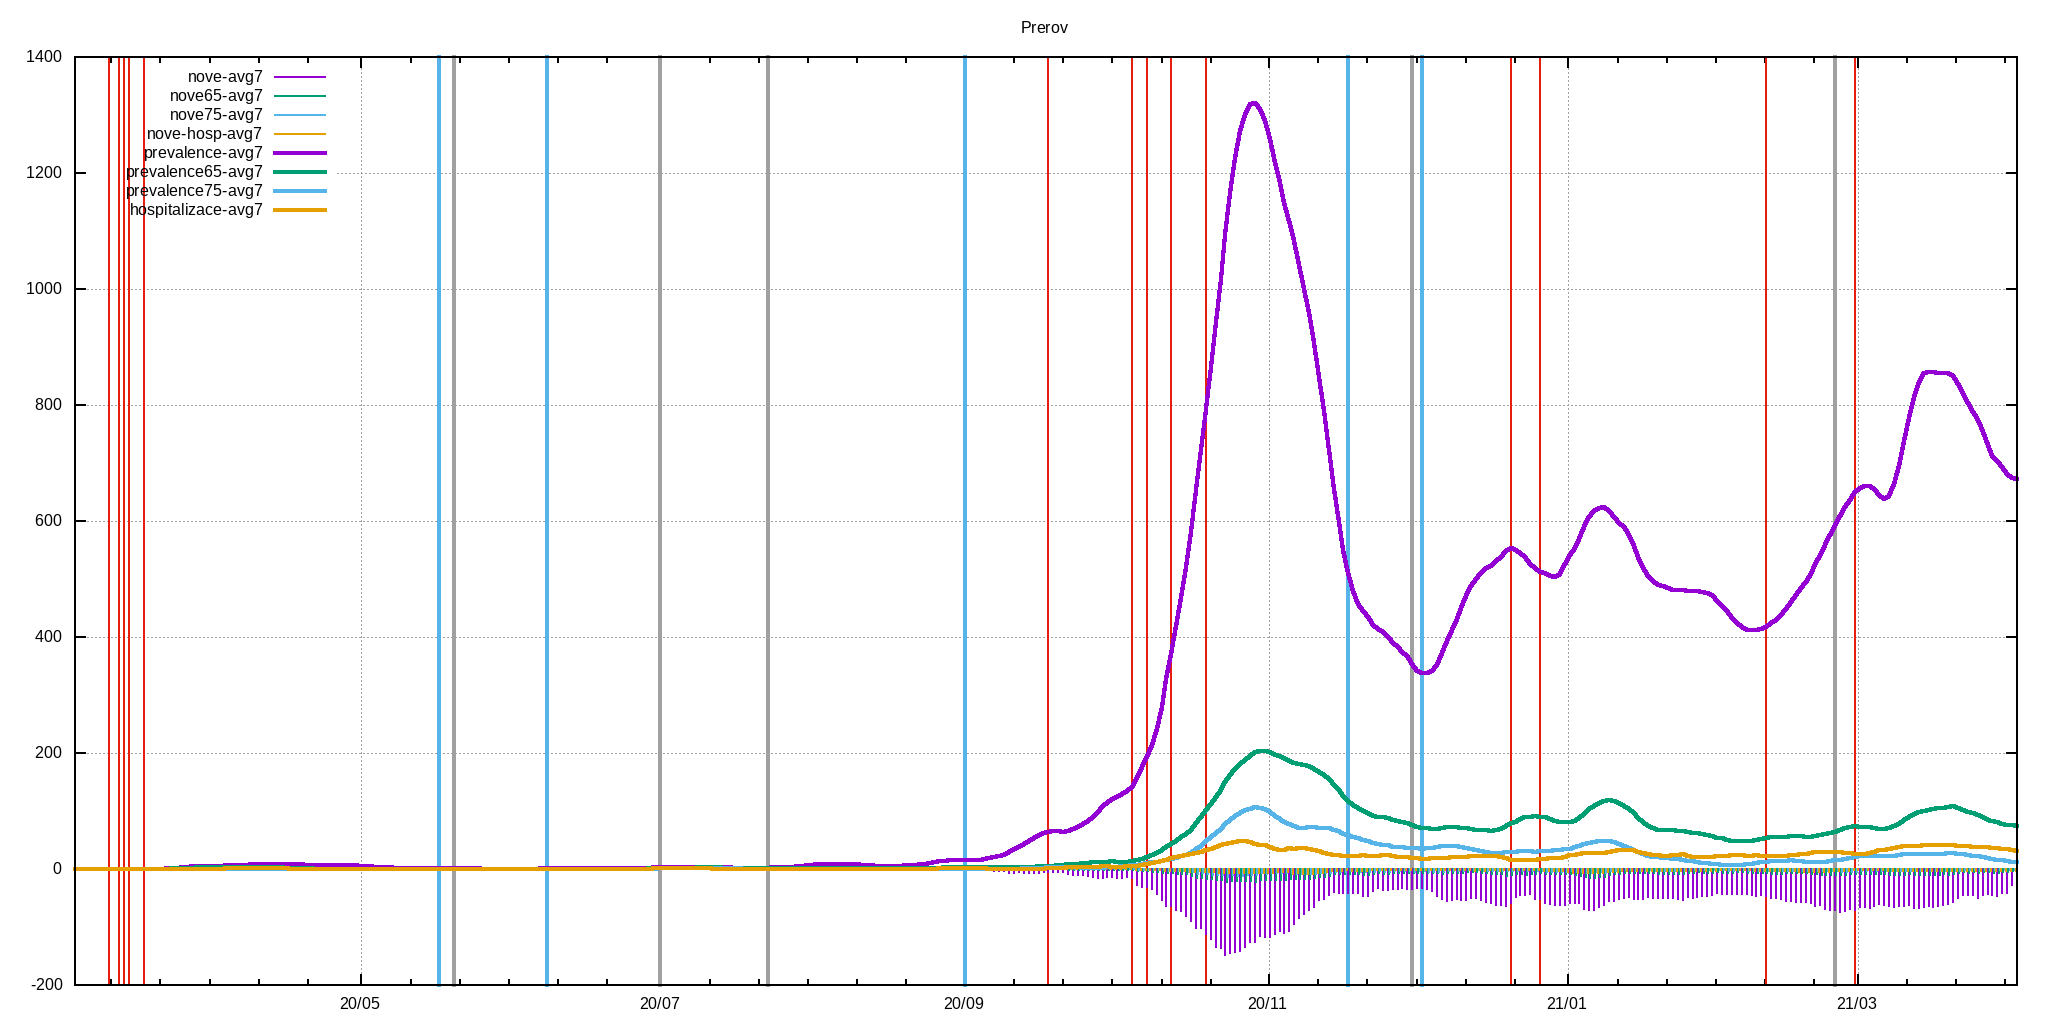 Prerov
1400
1200
1000
800
600
400
200
0
-200
nove-avg7
nove65-avg7
nove75-avg7
nove-hosp-avg7
prevalence-avg7
prevalence65-avg7
prevalence75-avg7
hospitalizace-avg7
20/05 20/07 20/09 20/11 21/01 21/03